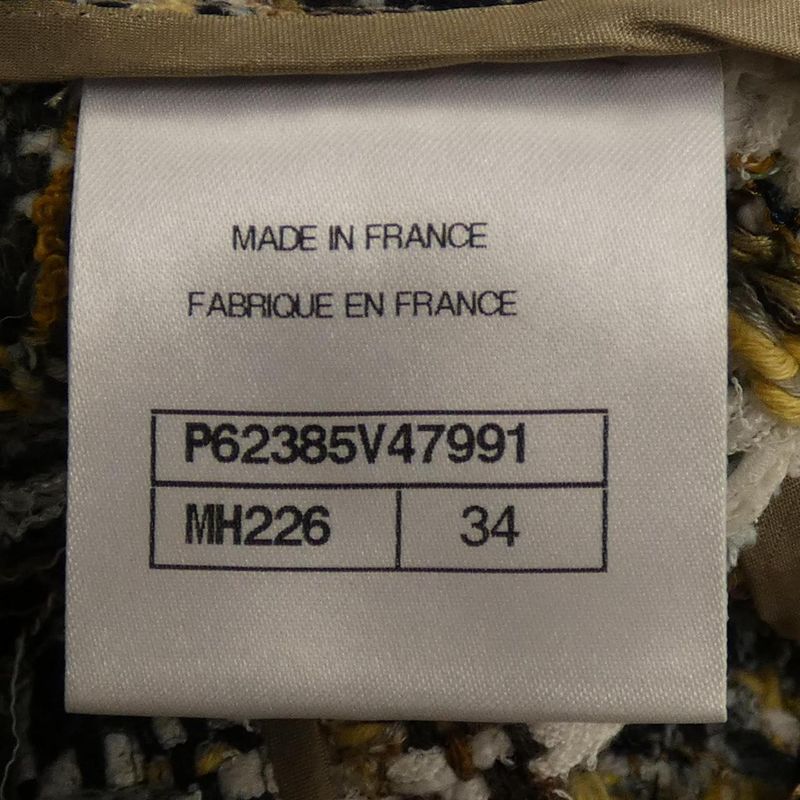 MADE IN FRANCE
FABRIQUE EN FRANCE
P62385V47991
MH226 34